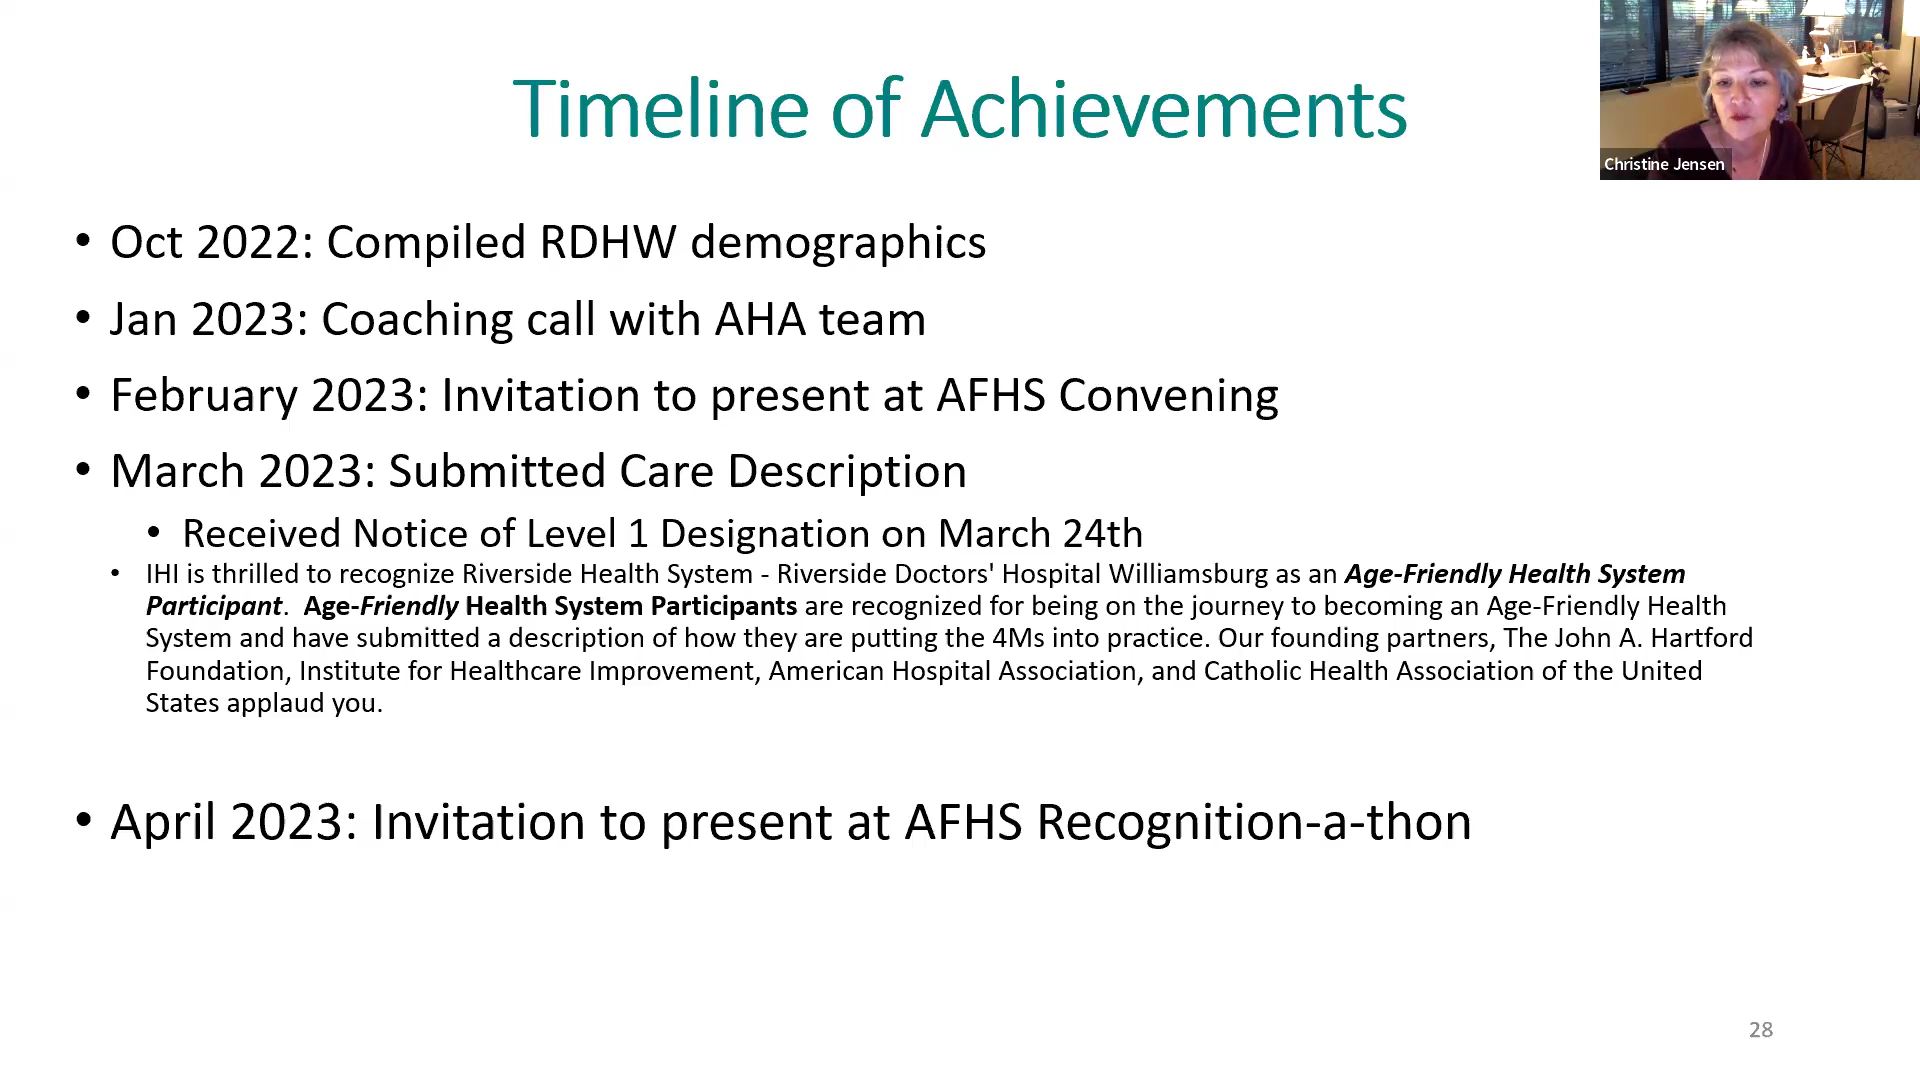 Timeline of Achievements
Christine Jensen
• Oct 2022: Compiled RDHW demographics
• Jan 2023: Coaching call with AHA team
• February 2023: Invitation to present at AFHS Convening
• March 2023: Submitted Care Description
• Received Notice of Level 1 Designation on March 24th
• IHI is thrilled to recognize Riverside Health System - Riverside Doctors' Hospital Williamsburg as an Age-Friendly Health System
Participant. Age-Friendly Health System Participants are recognized for being on the journey to becoming an Age-Friendly Health
System and have submitted a description of how they are putting the 4Ms into practice. Our founding partners, The John A. Hartford
Foundation, Institute for Healthcare Improvement, American Hospital Association, and Catholic Health Association of the United
States applaud you.
• April 2023: Invitation to present at AFHS Recognition-a-thon
28